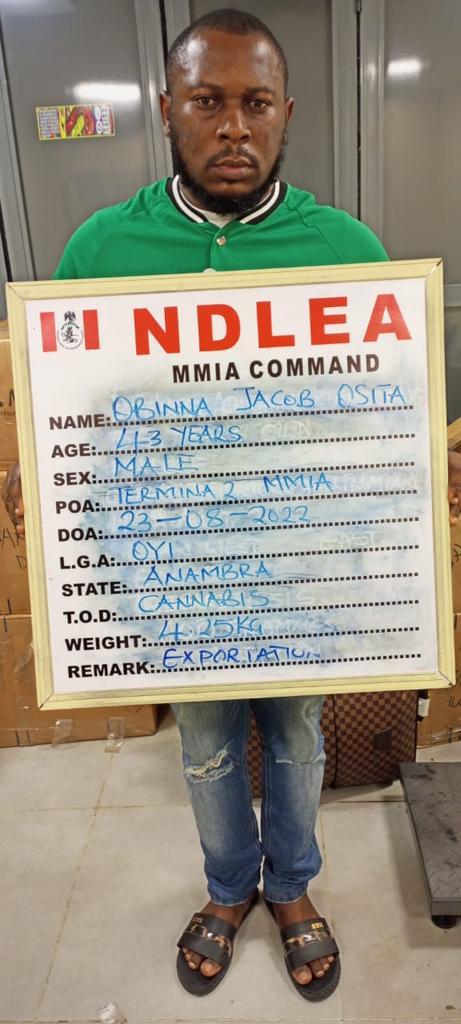 NDLEA
MMIA COMMAND
NAME: OBINNA JACOB OSITA
AGE: 43 YEARS
SEX: MALE
POA: TERMINA 2 MMIA
DOA: 23-08-2022
L.G.A: OYI
STATE: ANAMBRA
T.O.D: CANNABIS
WEIGHT: 4.25KG
REMARK: EXPORTATION